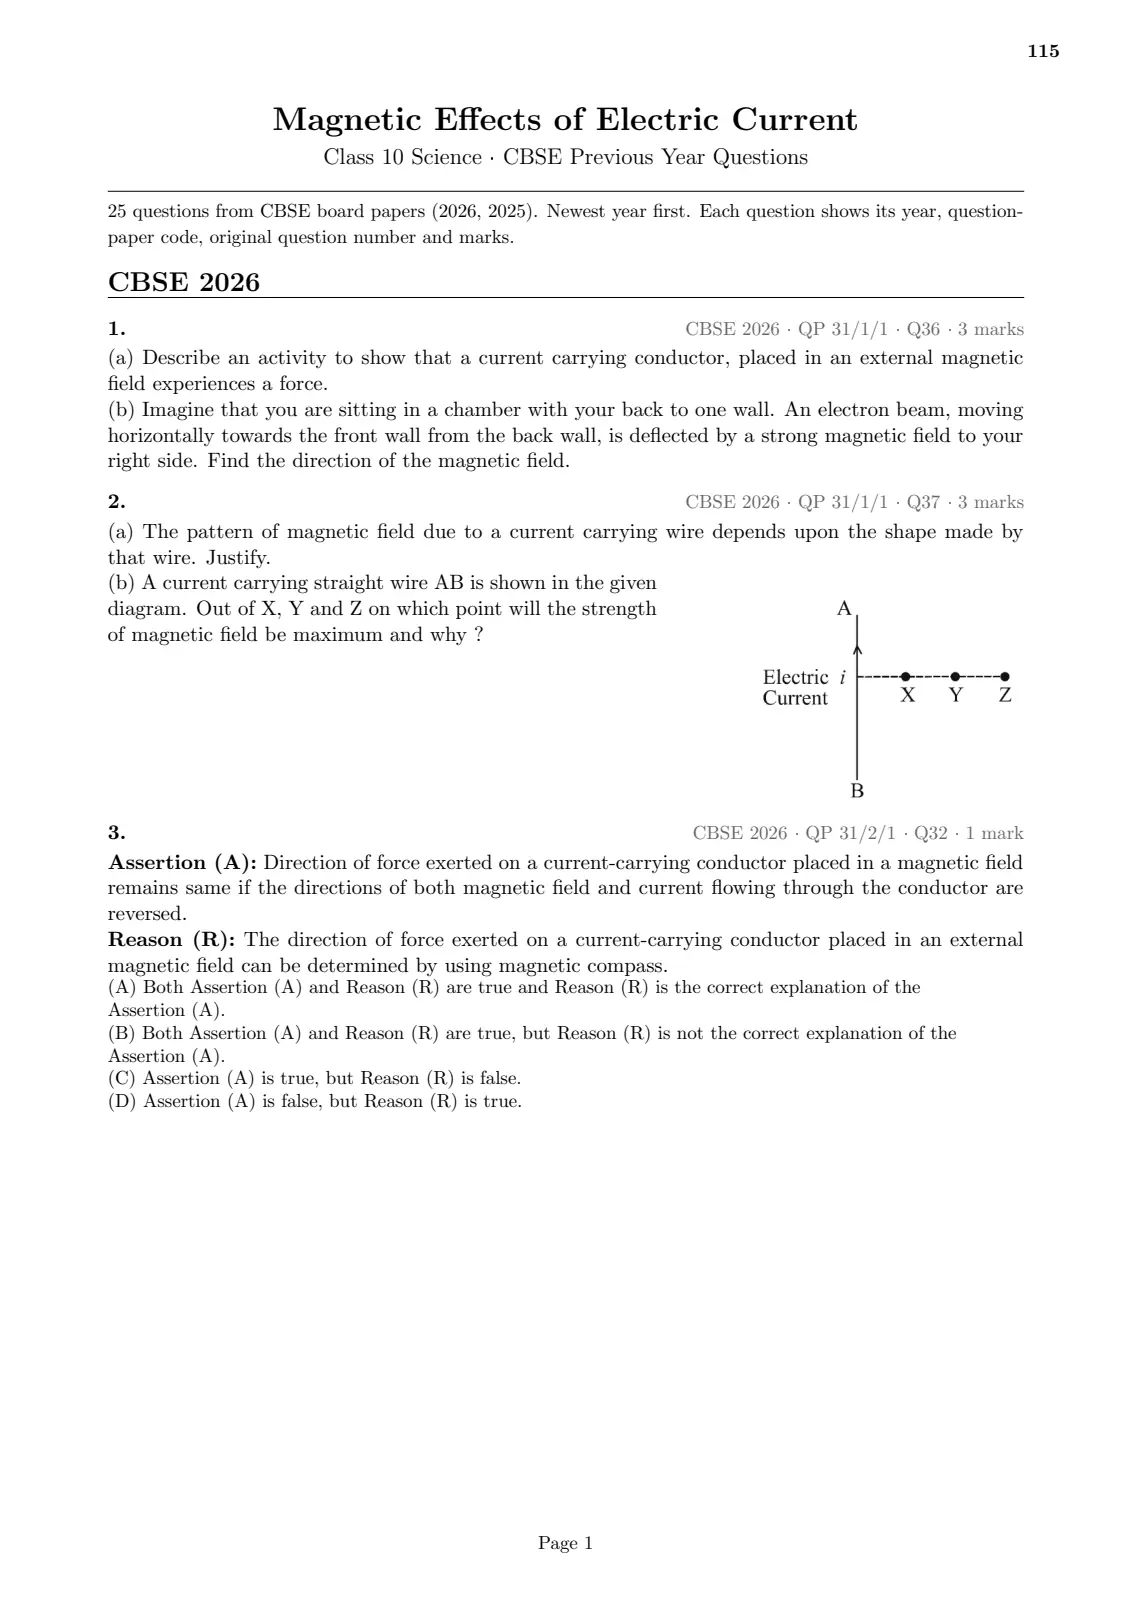 115
Magnetic Effects of Electric Current
Class 10 Science · CBSE Previous Year Questions
25 questions from CBSE board papers (2026, 2025). Newest year first. Each question shows its year, question-
paper code, original question number and marks.
CBSE 2026
1. CBSE 2026 · QP 31/1/1 · Q36 · 3 marks
(a) Describe an activity to show that a current carrying conductor, placed in an external magnetic
field experiences a force.
(b) Imagine that you are sitting in a chamber with your back to one wall. An electron beam, moving
horizontally towards the front wall from the back wall, is deflected by a strong magnetic field to your
right side. Find the direction of the magnetic field.
2. CBSE 2026 · QP 31/1/1 · Q37 · 3 marks
(a) The pattern of magnetic field due to a current carrying wire depends upon the shape made by
that wire. Justify.
(b) A current carrying straight wire AB is shown in the given
diagram. Out of X, Y and Z on which point will the strength
of magnetic field be maximum and why ?
A
Electric i
Current
X Y Z
B
3. CBSE 2026 · QP 31/2/1 · Q32 · 1 mark
Assertion (A): Direction of force exerted on a current-carrying conductor placed in a magnetic field
remains same if the directions of both magnetic field and current flowing through the conductor are
reversed.
Reason (R): The direction of force exerted on a current-carrying conductor placed in an external
magnetic field can be determined by using magnetic compass.
(A) Both Assertion (A) and Reason (R) are true and Reason (R) is the correct explanation of the
Assertion (A).
(B) Both Assertion (A) and Reason (R) are true, but Reason (R) is not the correct explanation of the
Assertion (A).
(C) Assertion (A) is true, but Reason (R) is false.
(D) Assertion (A) is false, but Reason (R) is true.
Page 1